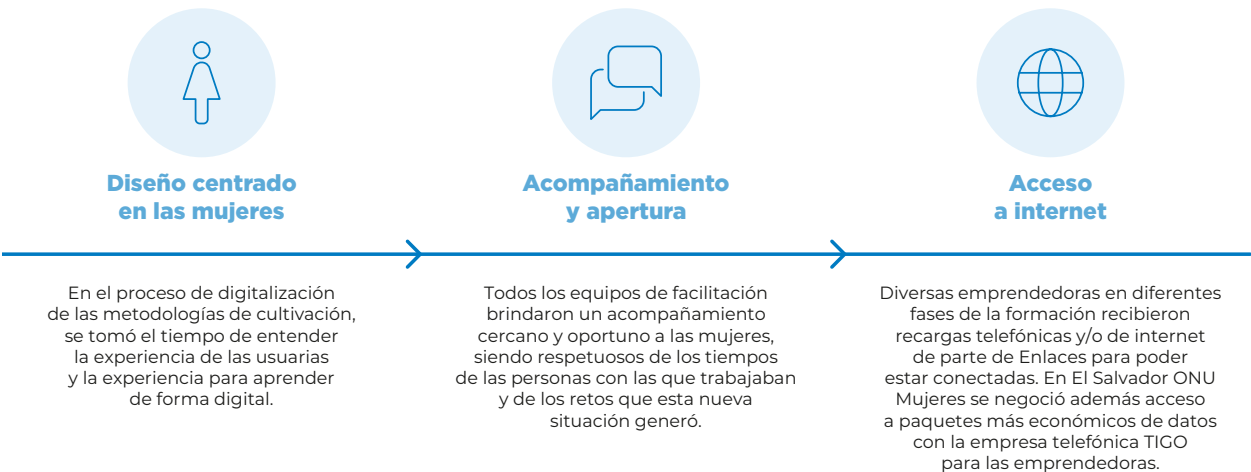 Diseño centrado
en las mujeres
En el proceso de digitalización
de las metodologías de cultivación,
se tomó el tiempo de entender
la experiencia de las usuarias
y la experiencia para aprender
de forma digital.
Acompañamiento
y apertura
Todos los equipos de facilitación
brindaron un acompañamiento
cercano y oportuno a las mujeres,
siendo respetuosos de los tiempos
de las personas con las que trabajaban
y de los retos que esta nueva
situación generó.
Acceso
a internet
Diversas emprendedoras en diferentes
fases de la formación recibieron
recargas telefónicas y/o de internet
de parte de Enlaces para poder
estar conectadas. En El Salvador ONU
Mujeres se negoció además acceso
a paquetes más económicos de datos
con la empresa telefónica TIGO
para las emprendedoras.